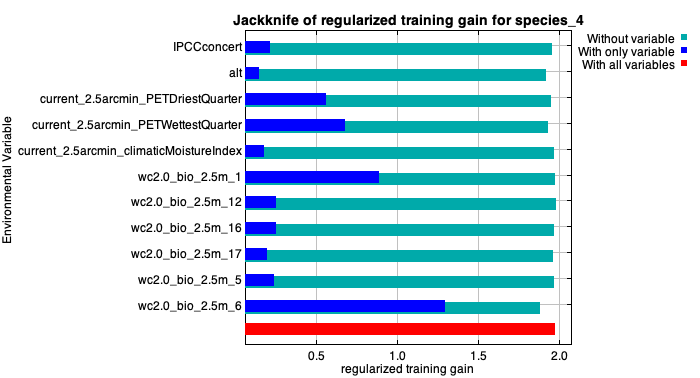 Jackknife of regularized training gain for species_4
Without variable
With only variable
With all variables
Environmental Variable
IPCCconcert
alt
current_2.5arcmin_PETDriestQuarter
current_2.5arcmin_PETWettestQuarter
current_2.5arcmin_climaticMoistureIndex
wc2.0_bio_2.5m_1
wc2.0_bio_2.5m_12
wc2.0_bio_2.5m_16
wc2.0_bio_2.5m_17
wc2.0_bio_2.5m_5
wc2.0_bio_2.5m_6
0.5 1.0 1.5 2.0
regularized training gain